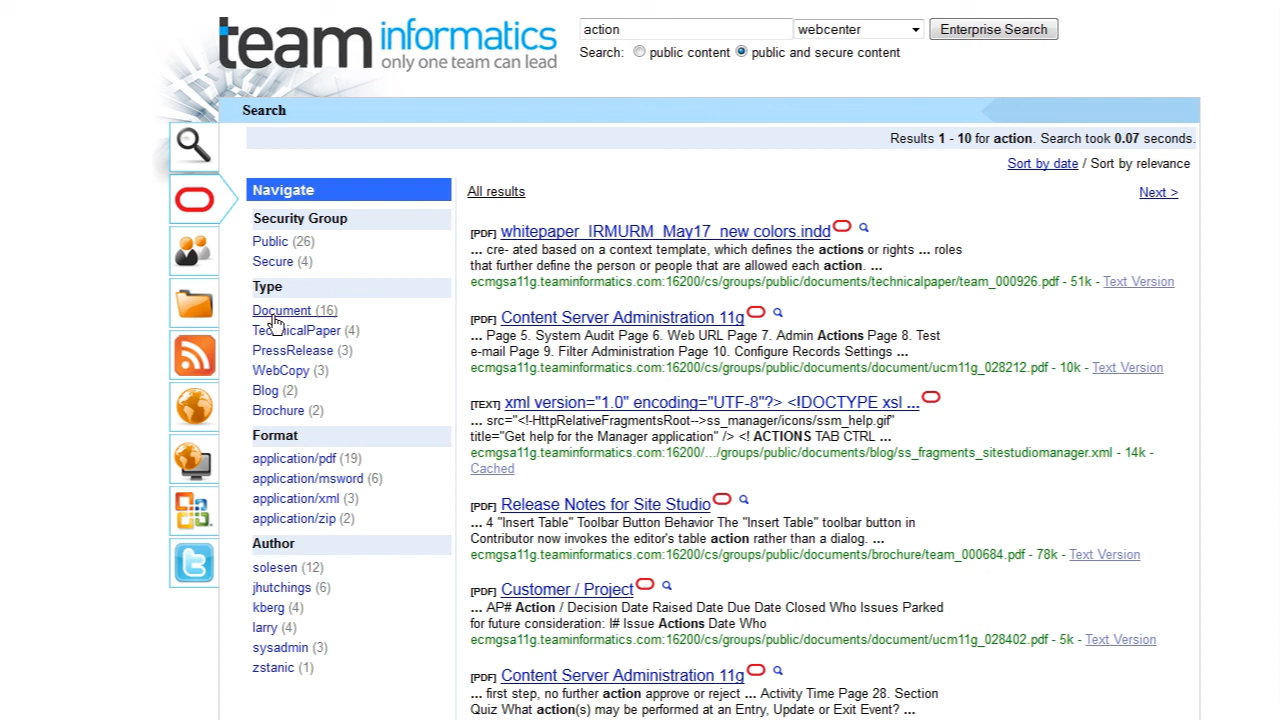 team informatics
only one team can lead
action webcenter Enterprise Search
Search: public content public and secure content
Search
Results 1 - 10 for action. Search took 0.07 seconds.
Sort by date / Sort by relevance
Navigate
Security Group
Public (26)
Secure (4)
Type
Document (16)
TechnicalPaper (4)
PressRelease (3)
WebCopy (3)
Blog (2)
Brochure (2)
Format
application/pdf (19)
application/msword (6)
application/xml (3)
application/zip (2)
Author
solesen (12)
jhutchings (6)
kberg (4)
larry (4)
sysadmin (3)
zstanic (1)
All results Next >
[PDF] whitepaper_IRMURM_May17_new colors.indd
... cre- ated based on a context template, which defines the actions or rights ... roles
that further define the person or people that are allowed each action. ...
ecmgsa11g.teaminformatics.com:16200/cs/groups/public/documents/technicalpaper/team_000926.pdf - 51k - Text Version
[PDF] Content Server Administration 11g
... Page 5. System Audit Page 6. Web URL Page 7. Admin Actions Page 8. Test
e-mail Page 9. Filter Administration Page 10. Configure Records Settings ...
ecmgsa11g.teaminformatics.com:16200/cs/groups/public/documents/document/ucm11g_028212.pdf - 10k - Text Version
[TEXT] xml version="1.0" encoding="UTF-8"?> <!DOCTYPE xsl ...
... src="<!-HttpRelativeFragmentsRoot-->ss_manager/icons/ssm_help.gif"
title="Get help for the Manager application" /> <! ACTIONS TAB CTRL ...
ecmgsa11g.teaminformatics.com:16200/.../groups/public/documents/blog/ss_fragments_sitestudiomanager.xml - 14k -
Cached
[PDF] Release Notes for Site Studio
... 4 "Insert Table" Toolbar Button Behavior The "Insert Table" toolbar button in
Contributor now invokes the editor's table action rather than a dialog. ...
ecmgsa11g.teaminformatics.com:16200/cs/groups/public/documents/brochure/team_000684.pdf - 78k - Text Version
[PDF] Customer / Project
... AP# Action / Decision Date Raised Date Due Date Closed Who Issues Parked
for future consideration: I# Issue Actions Date Who
ecmgsa11g.teaminformatics.com:16200/cs/groups/public/documents/document/ucm11g_028402.pdf - 5k - Text Version
[PDF] Content Server Administration 11g
... first step, no further action approve or reject ... Activity Time Page 28. Section
Quiz What action(s) may be performed at an Entry, Update or Exit Event? ...